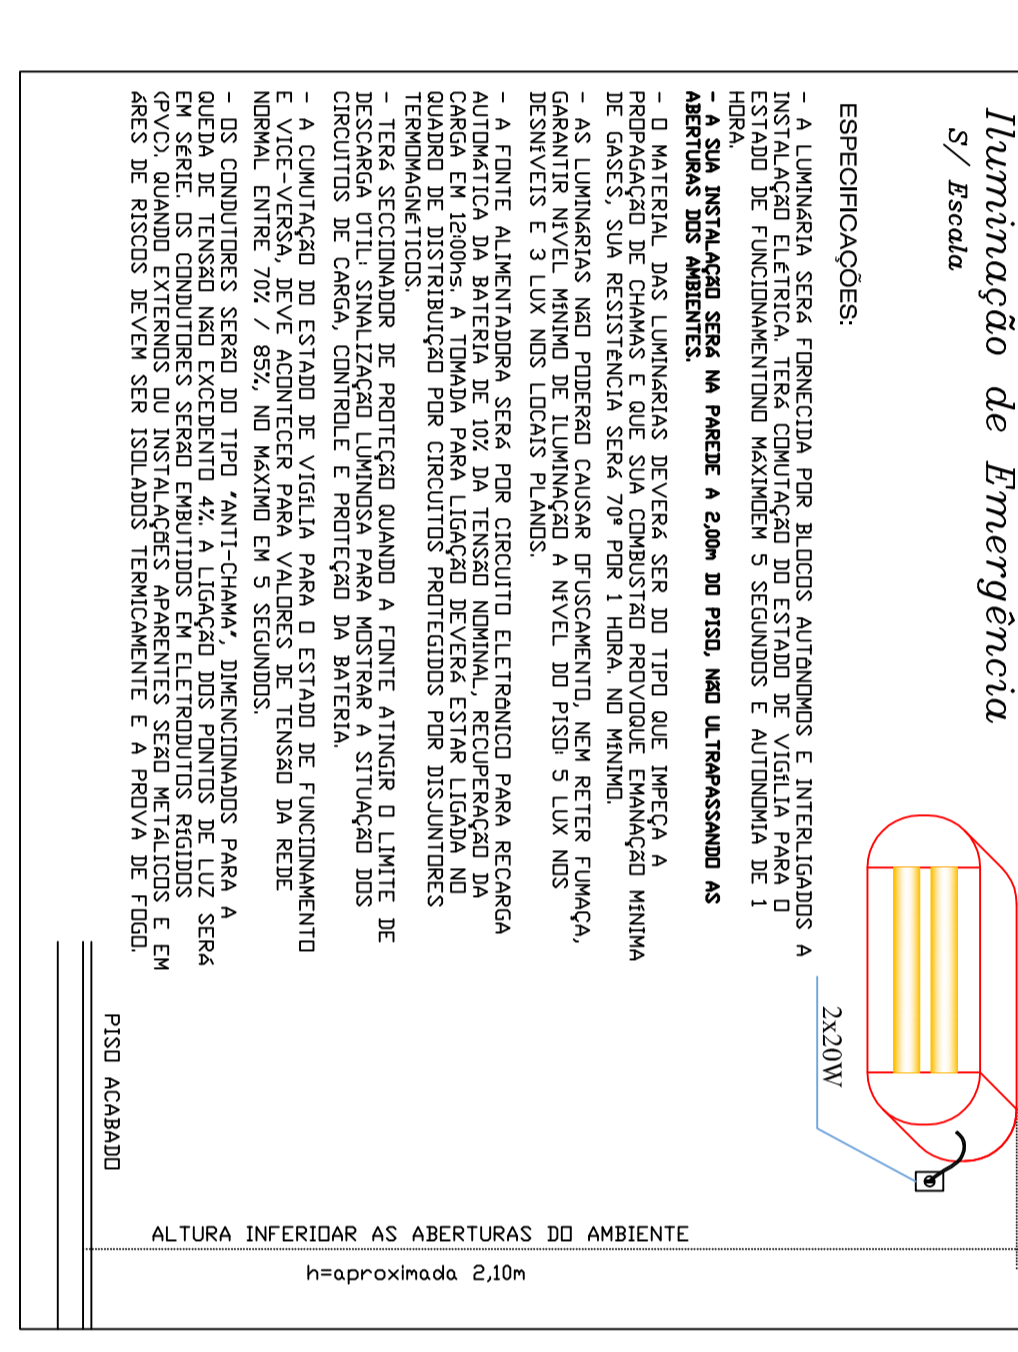 Iluminação de Emergência
S/ Escala
ESPECIFICAÇÕES:
- A LUMINÁRIA SERÁ FORNECIDA POR BLOCOS AUTÔNOMOS E INTERLIGADOS A
INSTALAÇÃO ELÉTRICA. TERÁ COMUTAÇÃO DO ESTADO DE VIGÍLIA PARA O
ESTADO DE FUNCIONAMENTONO MÁXIMOEM 5 SEGUNDOS E AUTONOMIA DE 1
HORA.
- A SUA INSTALAÇÃO SERÁ NA PAREDE A 2,00m DO PISO, NÃO ULTRAPASSANDO AS
ABERTURAS DOS AMBIENTES.
- O MATERIAL DAS LUMINÁRIAS DEVERÁ SER DO TIPO QUE IMPEÇA A
PROPAGAÇÃO DE CHAMAS E QUE SUA COMBUSTÃO PROVOQUE EMANAÇÃO MÍNIMA
DE GASES, SUA RESISTÊNCIA SERÁ 70º POR 1 HORA. NO MÍNIMO.
- AS LUMINÁRIAS NÃO PODERÃO CAUSAR OFUSCAMENTO, NEM RETER FUMAÇA,
GARANTIR NÍVEL MÍNIMO DE ILUMINAÇÃO A NÍVEL DO PISO: 5 LUX NOS
DESNÍVEIS E 3 LUX NOS LOCAIS PLANOS.
- A FONTE ALIMENTADORA SERÁ POR CIRCUITO ELETRÔNICO PARA RECARGA
AUTOMÁTICA DA BATERIA DE 10% DA TENSÃO NOMINAL, RECUPERAÇÃO DA
CARGA EM 12:00hs. A TOMADA PARA LIGAÇÃO DEVERÁ ESTAR LIGADA NO
QUADRO DE DISTRIBUIÇÃO POR CIRCUITOS PROTEGIDOS POR DISJUNTORES
TERMOMAGNÉTICOS.
- TERÁ SECCIONADOR DE PROTEÇÃO QUANDO A FONTE ATINGIR O LIMITE DE
DESCARGA ÚTIL: SINALIZAÇÃO LUMINOSA PARA MOSTRAR A SITUAÇÃO DOS
CIRCUITOS DE CARGA, CONTROLE E PROTEÇÃO DA BATERIA.
- A CUMUTAÇÃO DO ESTADO DE VIGÍLIA PARA O ESTADO DE FUNCIONAMENTO
E VICE-VERSA, DEVE ACONTECER PARA VALORES DE TENSÃO DA REDE
NORMAL ENTRE 70% / 85%, NO MÁXIMO EM 5 SEGUNDOS.
- OS CONDUTORES SERÃO DO TIPO "ANTI-CHAMA", DIMENCIONADOS PARA A
QUEDA DE TENSÃO NÃO EXCEDENTO 4%. A LIGAÇÃO DOS PONTOS DE LUZ SERÁ
EM SÉRIE. OS CONDUTORES SERÃO EMBUTIDOS EM ELETRODUTOS RÍGIDOS
(PVC). QUANDO EXTERNOS OU INSTALAÇÕES APARENTES SEÃO METÁLICOS E EM
ÁRES DE RISCOS DEVEM SER ISOLADOS TERMICAMENTE E A PROVA DE FOGO.
2x20W
PISO ACABADO
ALTURA INFERIOAR AS ABERTURAS DO AMBIENTE
h=aproximada 2,10m